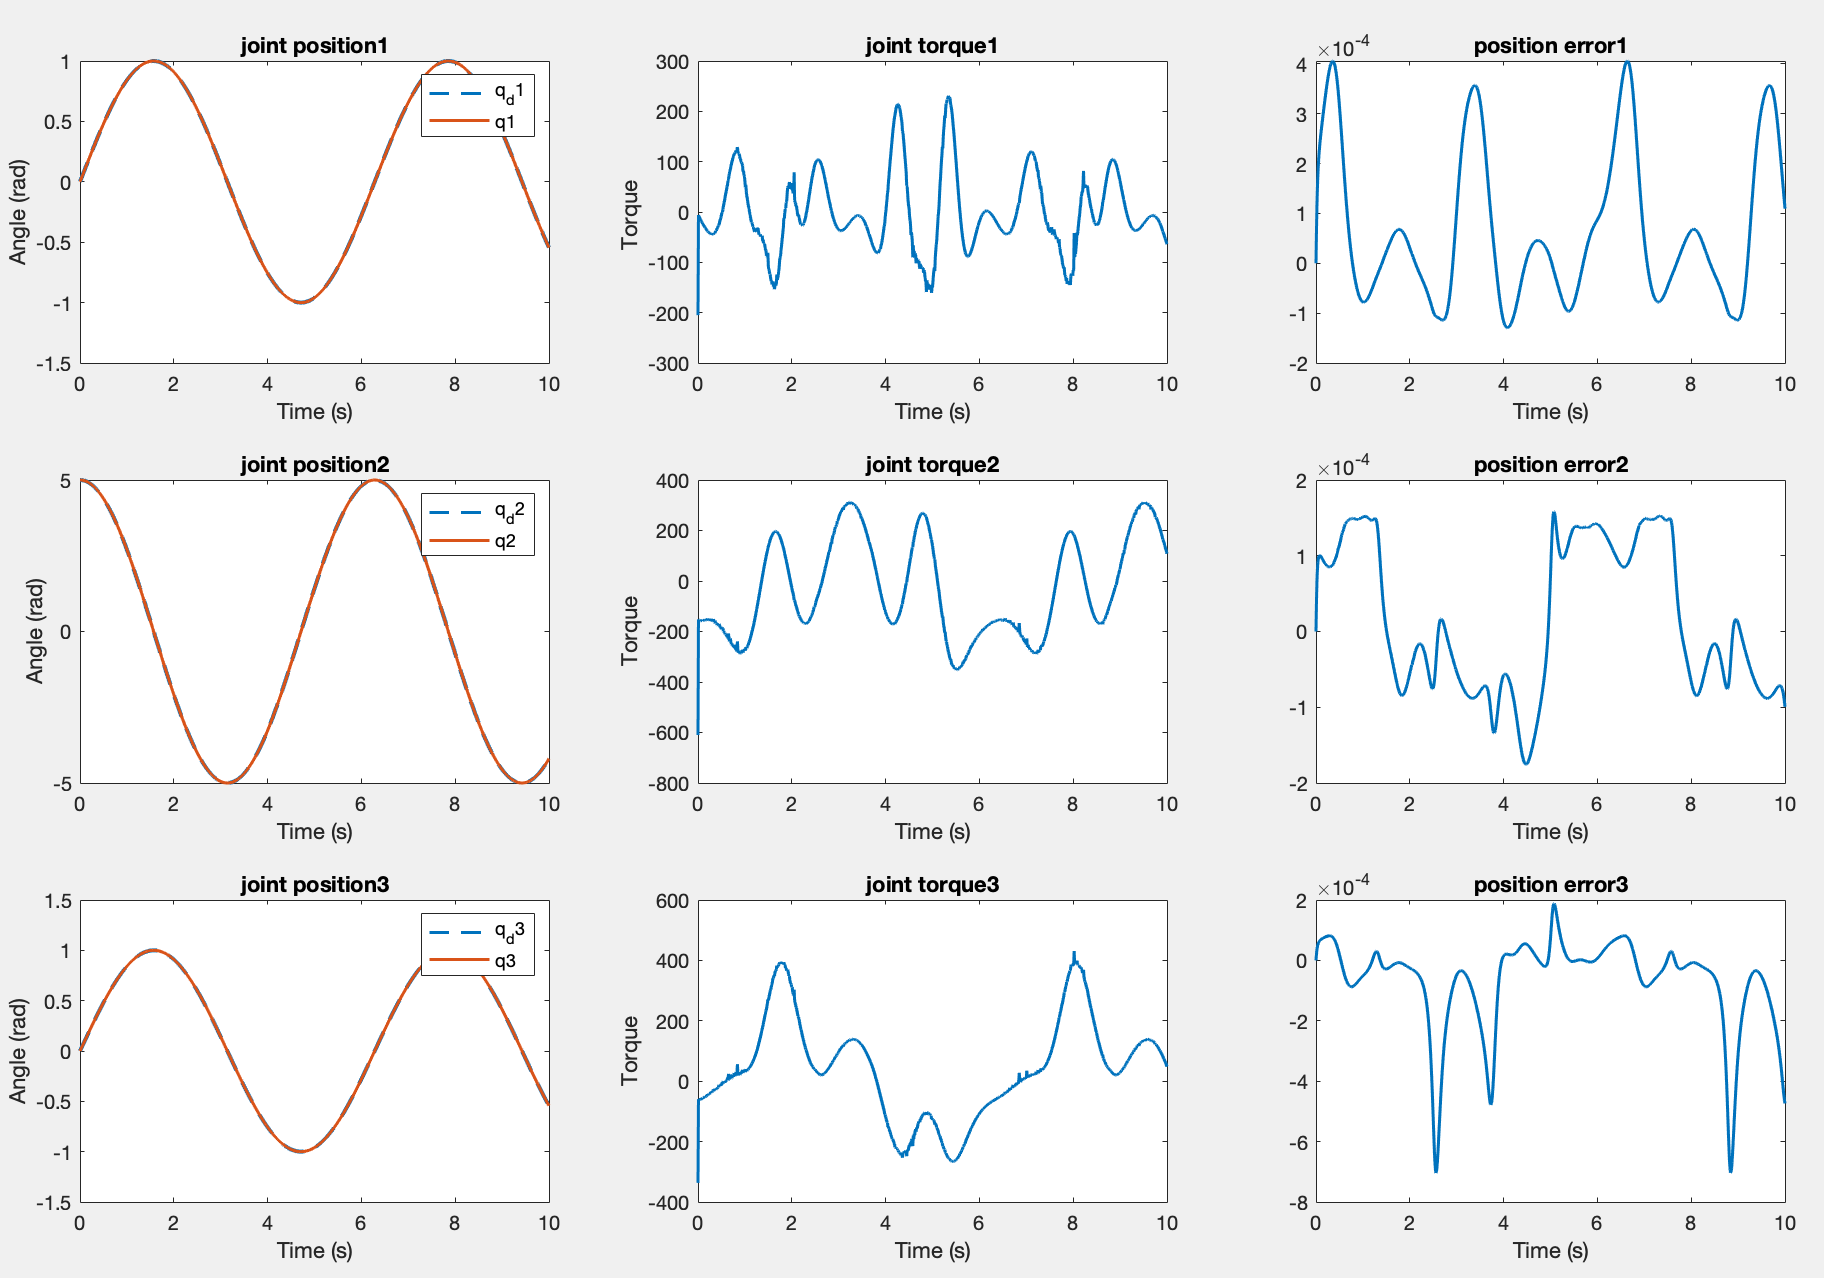 joint position1
1
0.5
0
-0.5
-1
-1.5
Angle (rad)
q_d1
q1
0 2 4 6 8 10
Time (s)
joint torque1
300
200
100
0
-100
-200
-300
Torque
0 2 4 6 8 10
Time (s)
position error1
×10^-4
4
3
2
1
0
-1
-2
0 2 4 6 8 10
Time (s)
joint position2
5
0
-5
Angle (rad)
q_d2
q2
0 2 4 6 8 10
Time (s)
joint torque2
400
200
0
-200
-400
-600
-800
Torque
0 2 4 6 8 10
Time (s)
position error2
×10^-4
2
1
0
-1
-2
0 2 4 6 8 10
Time (s)
joint position3
1.5
1
0.5
0
-0.5
-1
-1.5
Angle (rad)
q_d3
q3
0 2 4 6 8 10
Time (s)
joint torque3
600
400
200
0
-200
-400
Torque
0 2 4 6 8 10
Time (s)
position error3
×10^-4
2
0
-2
-4
-6
-8
0 2 4 6 8 10
Time (s)